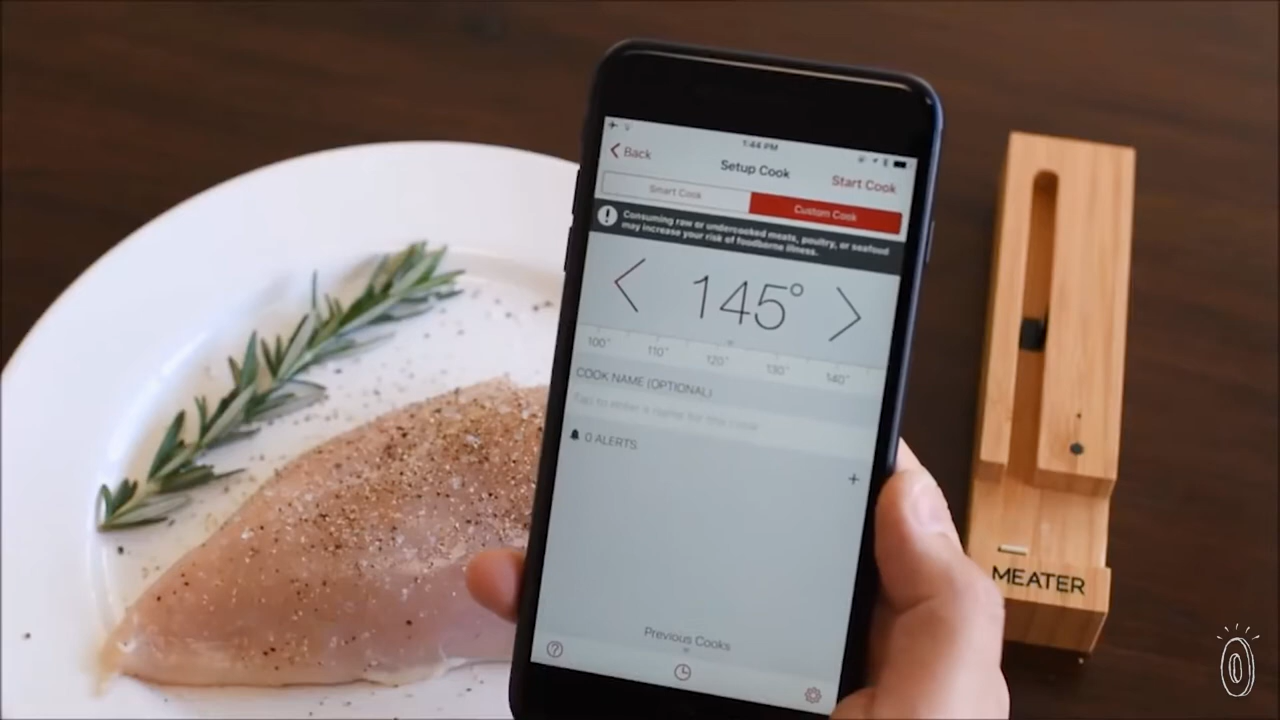 1:44 PM
Back
Setup Cook
Start Cook
Smart Cook
Custom Cook
Consuming raw or undercooked meats, poultry, or seafood
may increase your risk of foodborne illness.
145°
100° 110° 120° 130° 140°
COOK NAME (OPTIONAL)
Tap to enter a name for this cook
0 ALERTS
+
Previous Cooks
?
MEATER